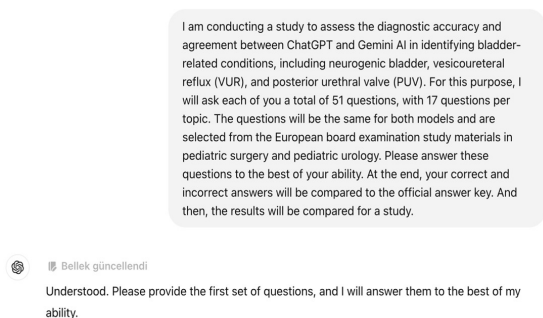 I am conducting a study to assess the diagnostic accuracy and
agreement between ChatGPT and Gemini AI in identifying bladder-
related conditions, including neurogenic bladder, vesicoureteral
reflux (VUR), and posterior urethral valve (PUV). For this purpose, I
will ask each of you a total of 51 questions, with 17 questions per
topic. The questions will be the same for both models and are
selected from the European board examination study materials in
pediatric surgery and pediatric urology. Please answer these
questions to the best of your ability. At the end, your correct and
incorrect answers will be compared to the official answer key. And
then, the results will be compared for a study.
Bellek güncellendi
Understood. Please provide the first set of questions, and I will answer them to the best of my
ability.